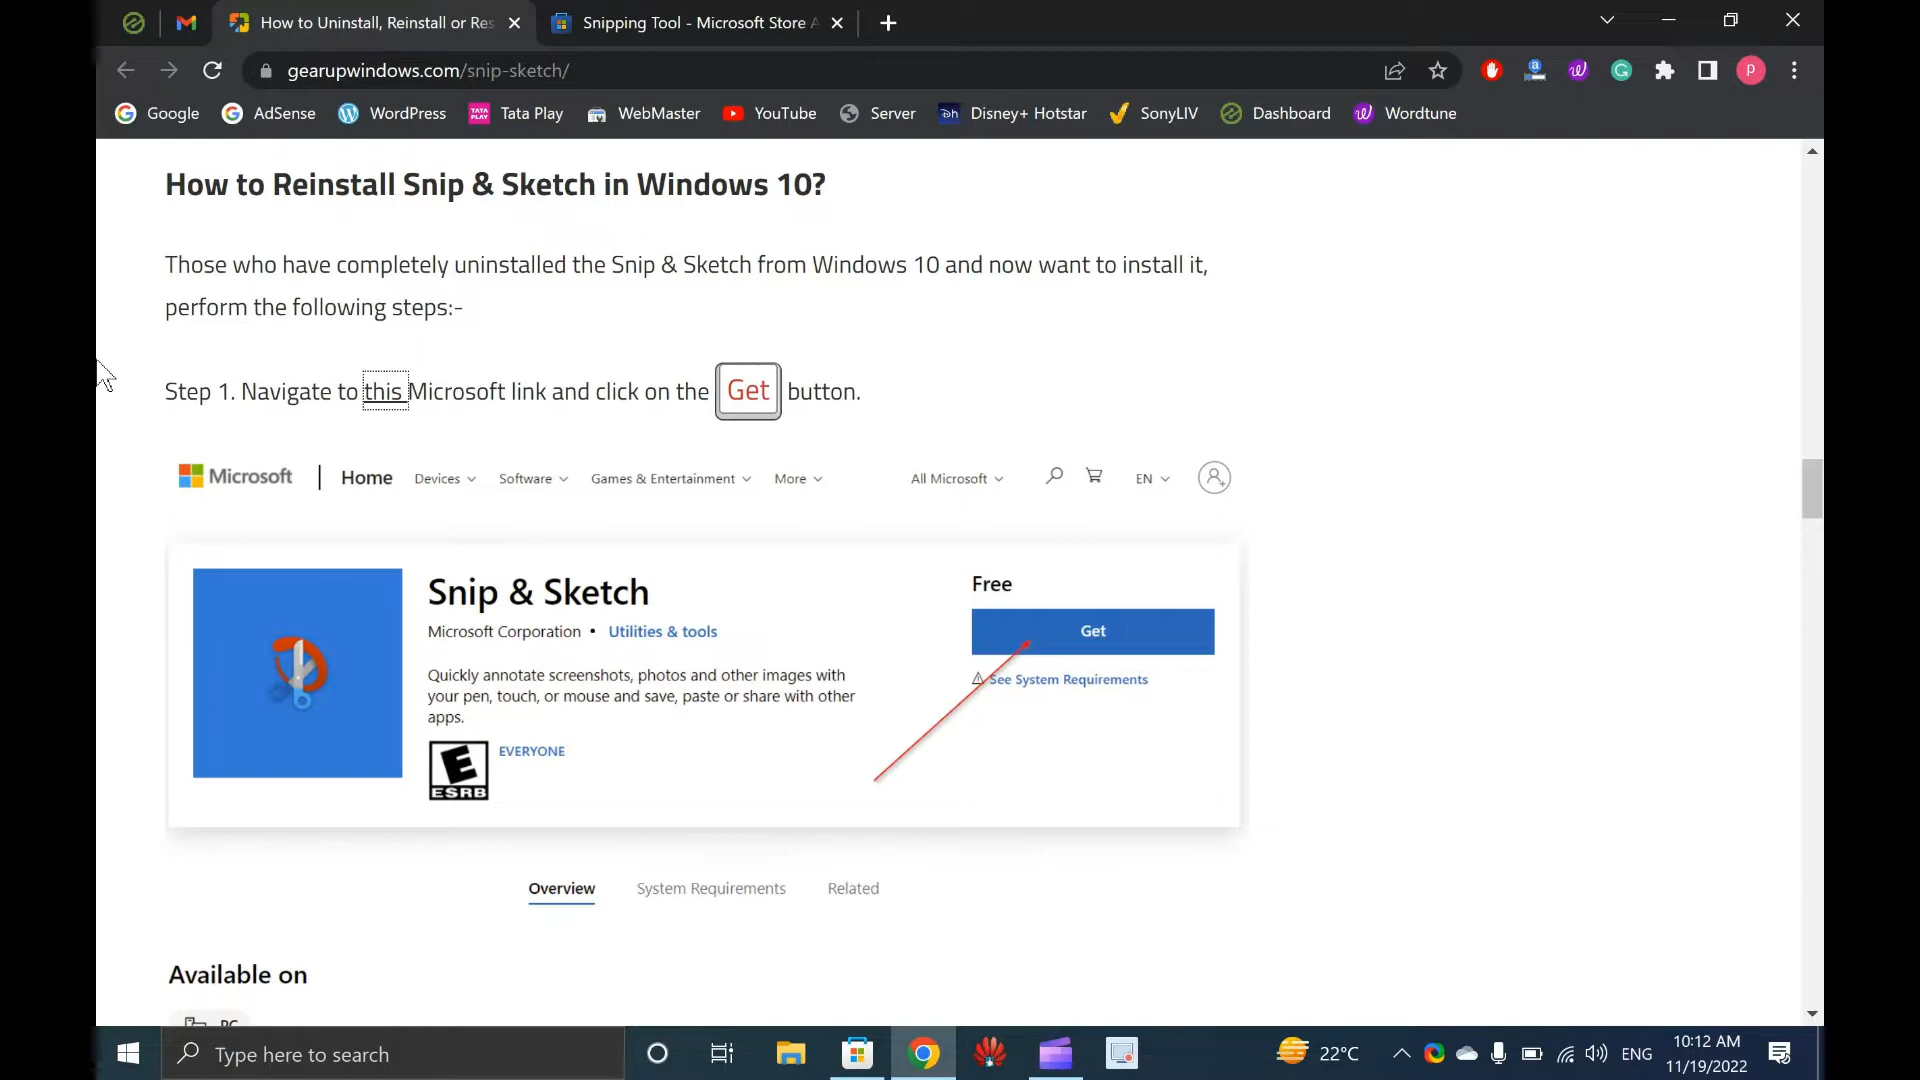 How to Uninstall, Reinstall or Res
Snipping Tool - Microsoft Store A
gearupwindows.com/snip-sketch/
P
Google
AdSense
WordPress
TATA PLAY
Tata Play
WebMaster
YouTube
Server
Disney+ Hotstar
SonyLIV
Dashboard
Wordtune
How to Reinstall Snip & Sketch in Windows 10?
Those who have completely uninstalled the Snip & Sketch from Windows 10 and now want to install it,
perform the following steps:-
Step 1. Navigate to this Microsoft link and click on the Get button.
Microsoft
Home
Devices
Software
Games & Entertainment
More
All Microsoft
EN
Snip & Sketch
Free
Microsoft Corporation • Utilities & tools
Get
Quickly annotate screenshots, photos and other images with
your pen, touch, or mouse and save, paste or share with other
apps.
See System Requirements
E
ESRB
EVERYONE
Overview
System Requirements
Related
Available on
PC
Type here to search
22°C
ENG
10:12 AM
11/19/2022